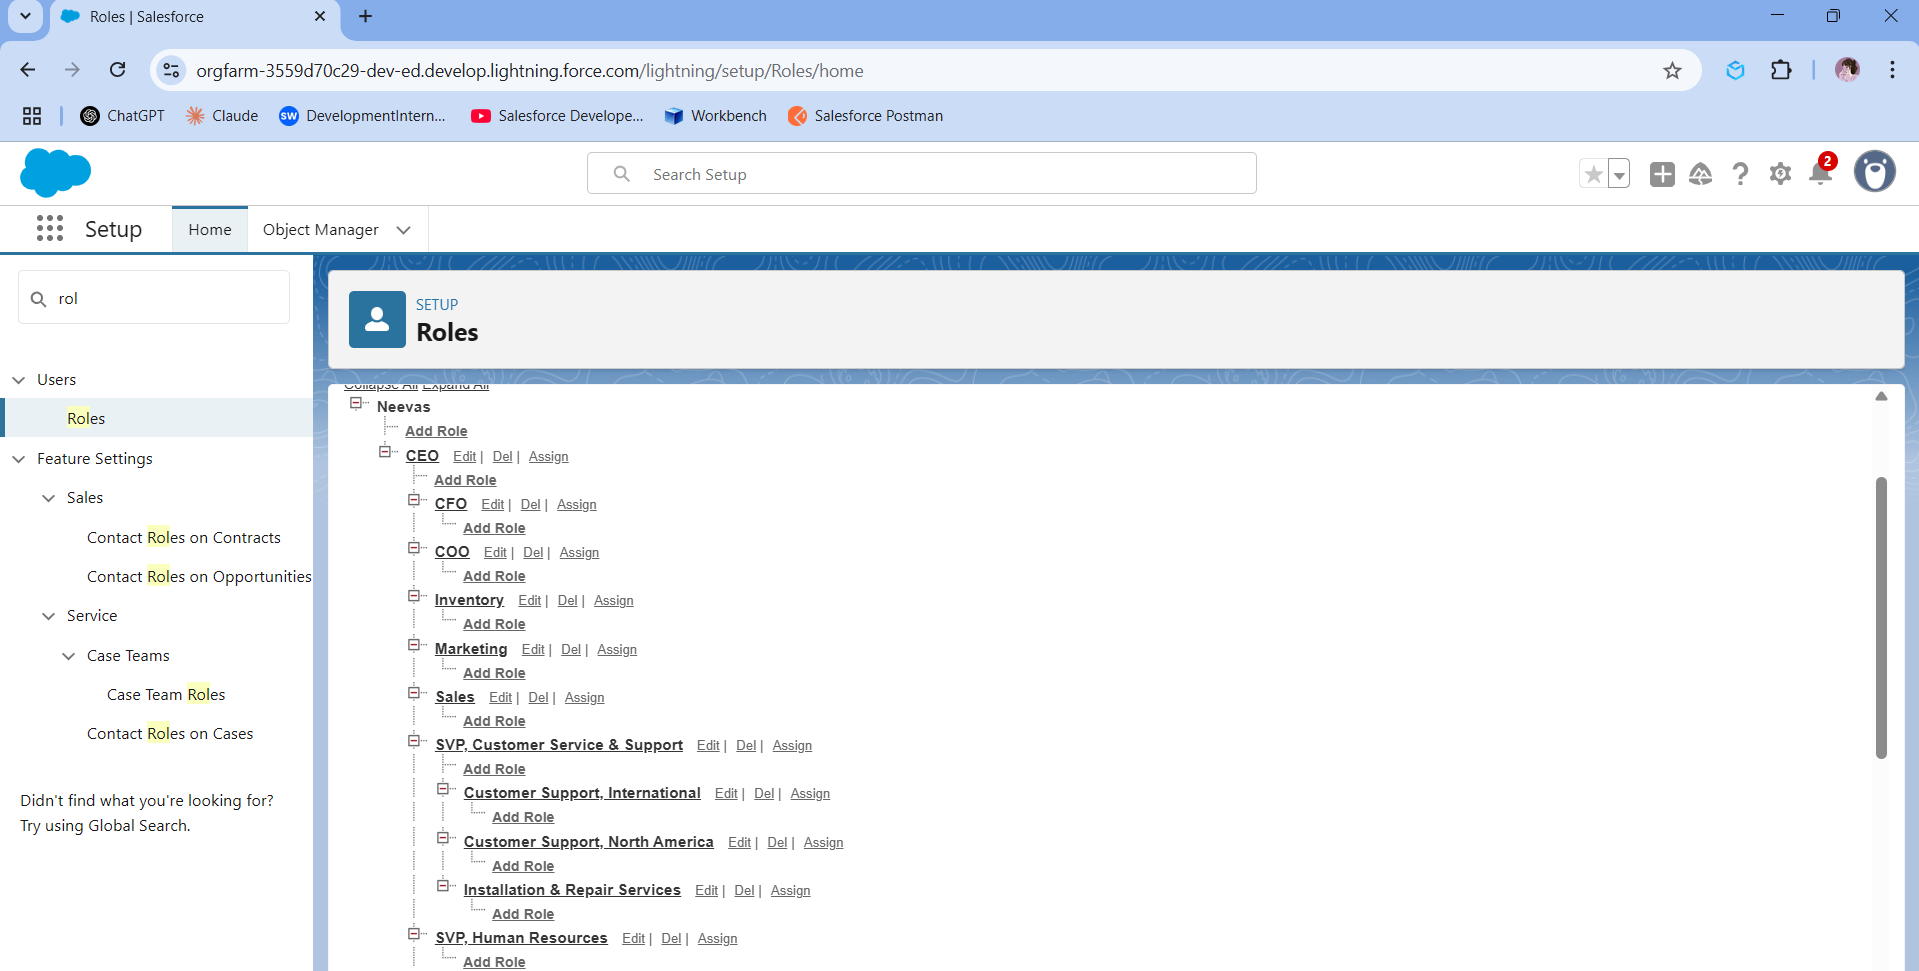 Roles | Salesforce
orgfarm-3559d70c29-dev-ed.develop.lightning.force.com/lightning/setup/Roles/home
ChatGPT Claude SW DevelopmentIntern... Salesforce Develope... Workbench Salesforce Postman
Search Setup
2
Setup Home Object Manager
rol
Users
Roles
Feature Settings
Sales
Contact Roles on Contracts
Contact Roles on Opportunities
Service
Case Teams
Case Team Roles
Contact Roles on Cases
Didn't find what you're looking for?
Try using Global Search.
SETUP
Roles
Collapse All Expand All
Neevas
Add Role
CEO Edit | Del | Assign
Add Role
CFO Edit | Del | Assign
Add Role
COO Edit | Del | Assign
Add Role
Inventory Edit | Del | Assign
Add Role
Marketing Edit | Del | Assign
Add Role
Sales Edit | Del | Assign
Add Role
SVP, Customer Service & Support Edit | Del | Assign
Add Role
Customer Support, International Edit | Del | Assign
Add Role
Customer Support, North America Edit | Del | Assign
Add Role
Installation & Repair Services Edit | Del | Assign
Add Role
SVP, Human Resources Edit | Del | Assign
Add Role